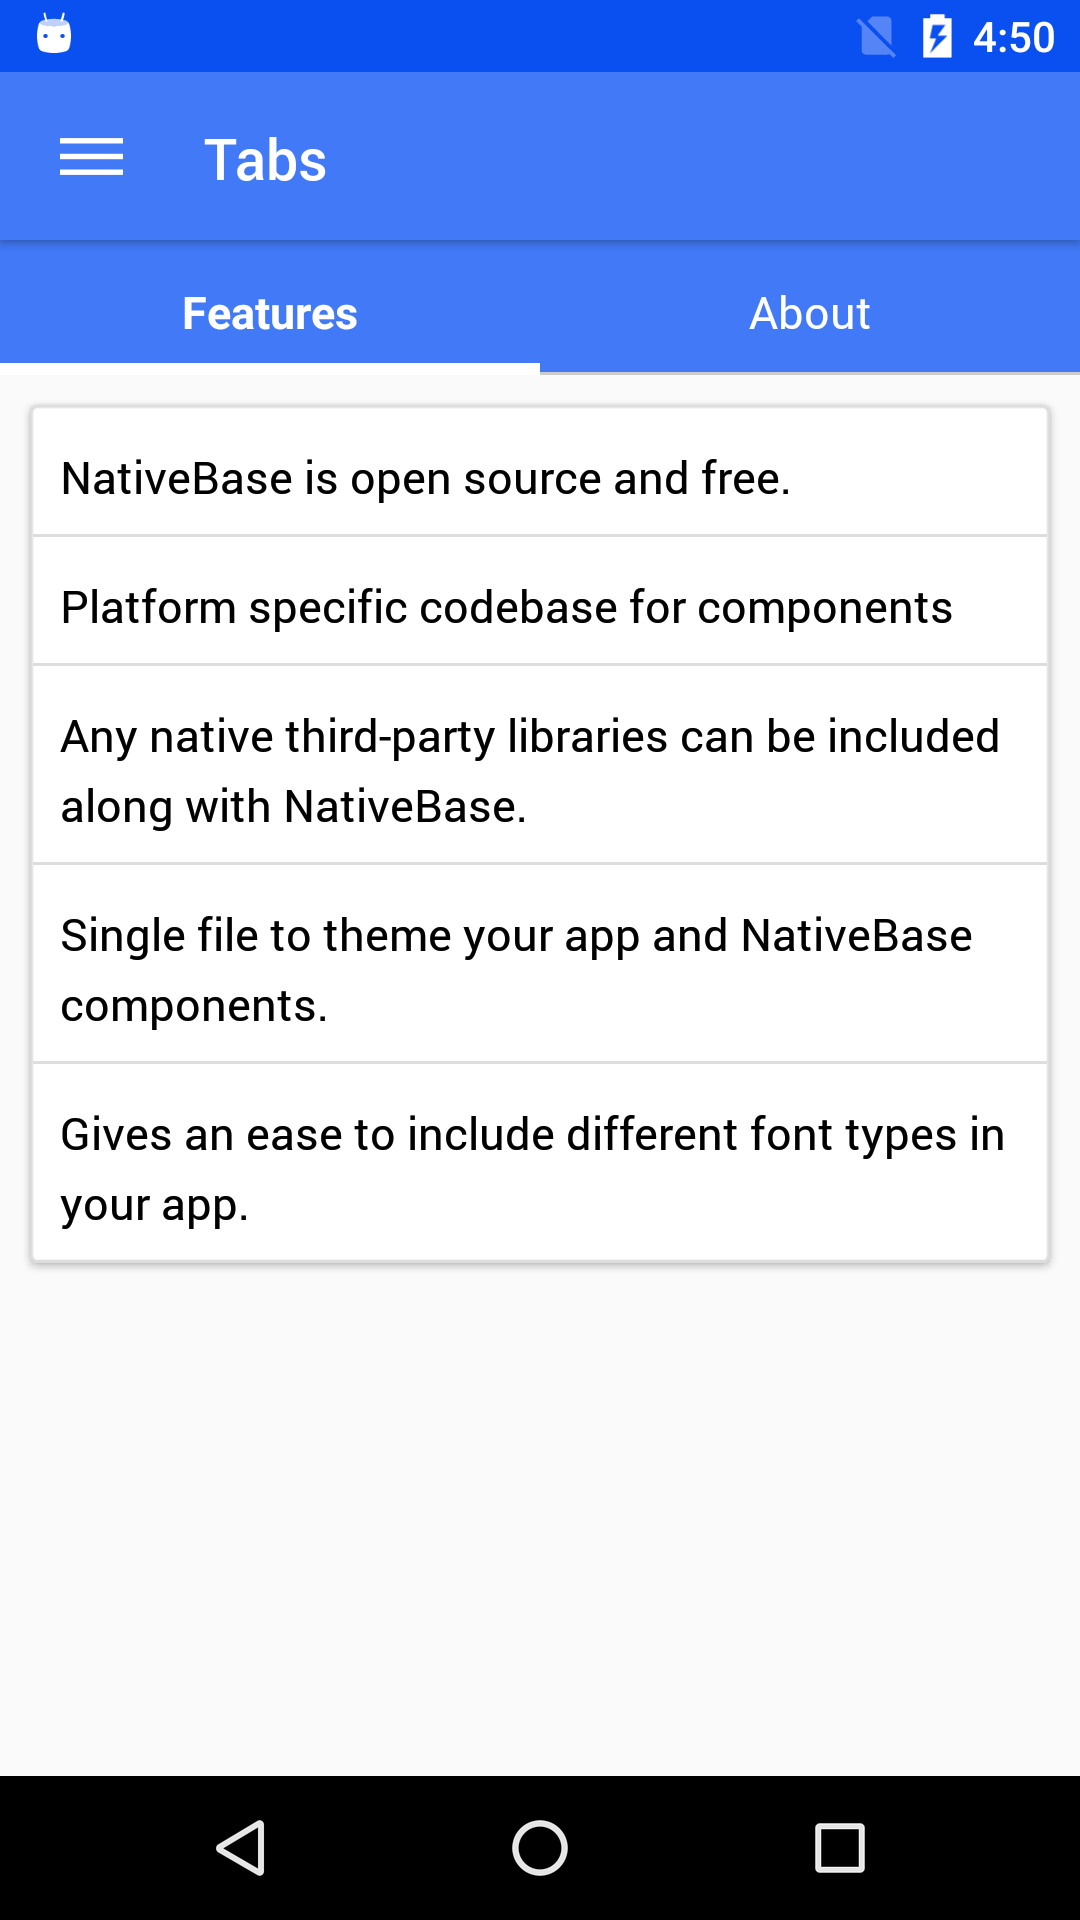 4:50
Tabs
Features
About
NativeBase is open source and free.
Platform specific codebase for components
Any native third-party libraries can be included
along with NativeBase.
Single file to theme your app and NativeBase
components.
Gives an ease to include different font types in
your app.